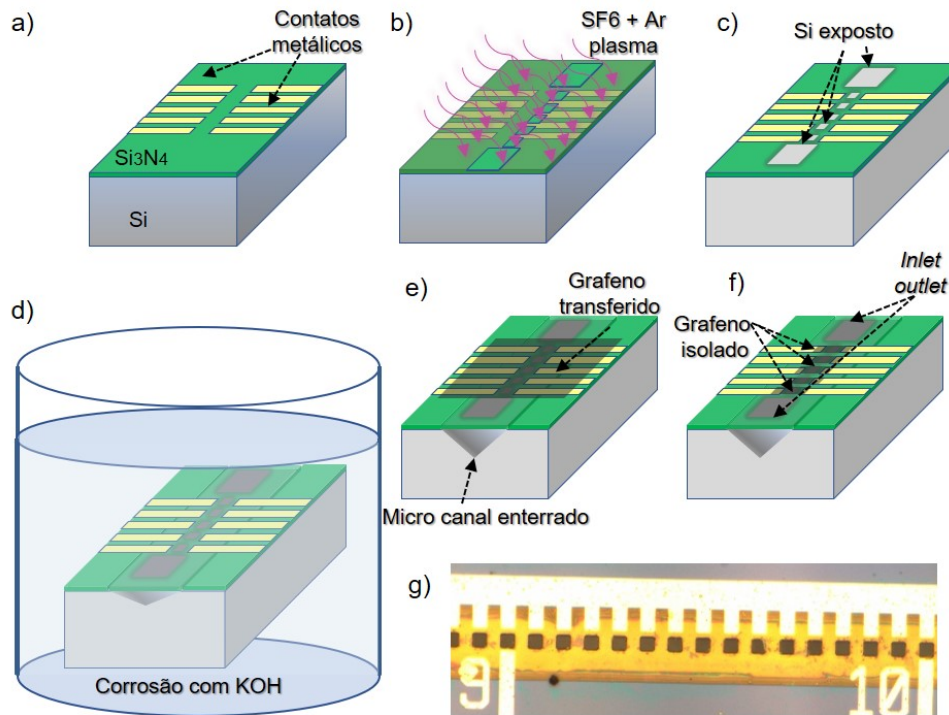 a)
Contatos
metálicos
Si3N4
Si
b)
SF6 + Ar
plasma
c)
Si exposto
d)
Corrosão com KOH
e)
Grafeno
transferido
Micro canal enterrado
f)
Inlet
outlet
Grafeno
isolado
g)
9
10